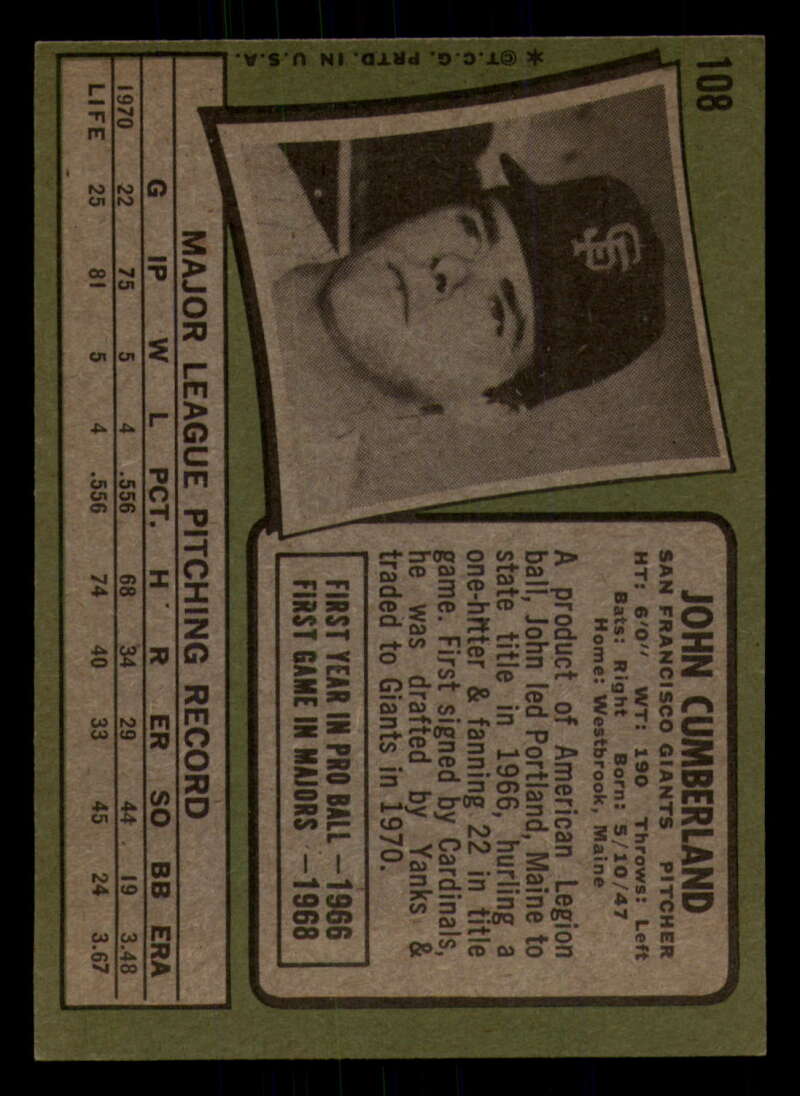 108
JOHN CUMBERLAND
SAN FRANCISCO GIANTS PITCHER
HT: 6'0" WT: 190 Throws: Left
Bats: Right Born: 5/10/47
Home: Westbrook, Maine
A product of American Legion
ball, John led Portland, Maine to
state title in 1966, hurling a
one-hitter & fanning 22 in title
game. First signed by Cardinals,
he was drafted by Yanks &
traded to Giants in 1970.
FIRST YEAR IN PRO BALL —1966
FIRST GAME IN MAJORS —1968
SF
MAJOR LEAGUE PITCHING RECORD
G IP W L PCT. H R ER SO BB ERA
1970 22 75 5 4 .556 68 34 29 44 19 3.48
LIFE 25 81 5 4 .556 74 40 33 45 24 3.67
* © T.C.G. PRTD. IN U.S.A.